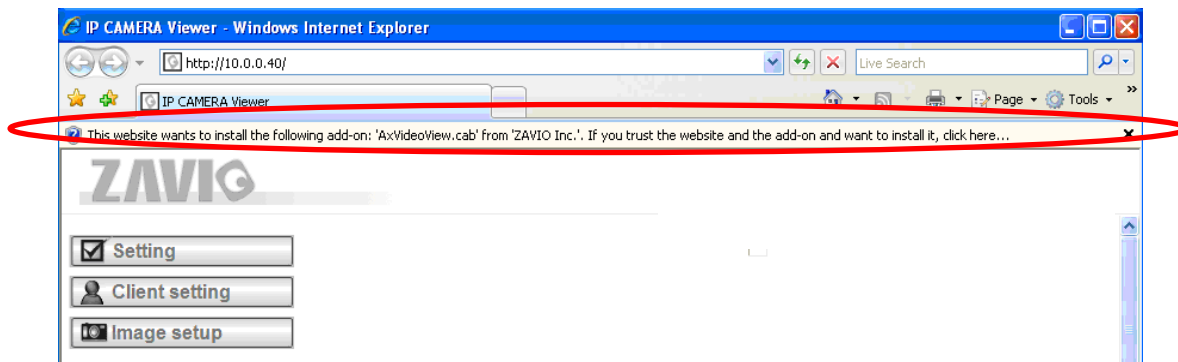 IP CAMERA Viewer - Windows Internet Explorer
http://10.0.0.40/
Live Search
IP CAMERA Viewer
Page
Tools
»
This website wants to install the following add-on: 'AxVideoView.cab' from 'ZAVIO Inc.'. If you trust the website and the add-on and want to install it, click here...
ZAVIO
Setting
Client setting
Image setup